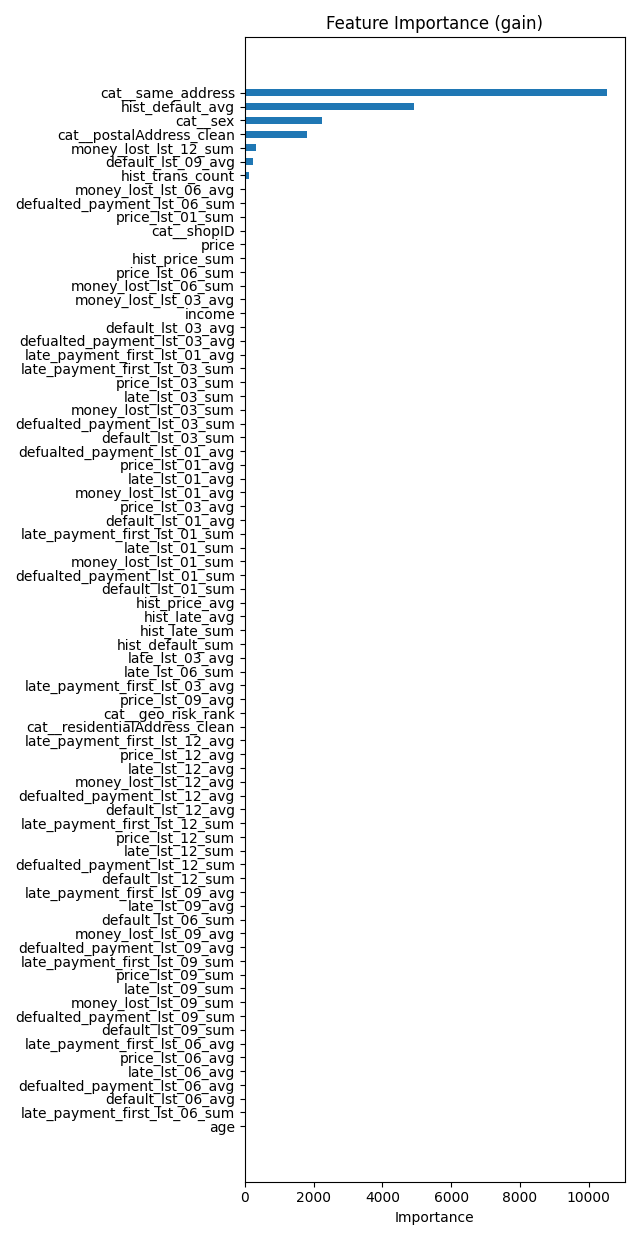 Feature Importance (gain)
cat__same_address
hist_default_avg
cat__sex
cat__postalAddress_clean
money_lost_lst_12_sum
default_lst_09_avg
hist_trans_count
money_lost_lst_06_avg
defualted_payment_lst_06_sum
price_lst_01_sum
cat__shopID
price
hist_price_sum
price_lst_06_sum
money_lost_lst_06_sum
money_lost_lst_03_avg
income
default_lst_03_avg
defualted_payment_lst_03_avg
late_payment_first_lst_01_avg
late_payment_first_lst_03_sum
price_lst_03_sum
late_lst_03_sum
money_lost_lst_03_sum
defualted_payment_lst_03_sum
default_lst_03_sum
defualted_payment_lst_01_avg
price_lst_01_avg
late_lst_01_avg
money_lost_lst_01_avg
price_lst_03_avg
default_lst_01_avg
late_payment_first_lst_01_sum
late_lst_01_sum
money_lost_lst_01_sum
defualted_payment_lst_01_sum
default_lst_01_sum
hist_price_avg
hist_late_avg
hist_late_sum
hist_default_sum
late_lst_03_avg
late_lst_06_sum
late_payment_first_lst_03_avg
price_lst_09_avg
cat__geo_risk_rank
cat__residentialAddress_clean
late_payment_first_lst_12_avg
price_lst_12_avg
late_lst_12_avg
money_lost_lst_12_avg
defualted_payment_lst_12_avg
default_lst_12_avg
late_payment_first_lst_12_sum
price_lst_12_sum
late_lst_12_sum
defualted_payment_lst_12_sum
default_lst_12_sum
late_payment_first_lst_09_avg
late_lst_09_avg
default_lst_06_sum
money_lost_lst_09_avg
defualted_payment_lst_09_avg
late_payment_first_lst_09_sum
price_lst_09_sum
late_lst_09_sum
money_lost_lst_09_sum
defualted_payment_lst_09_sum
default_lst_09_sum
late_payment_first_lst_06_avg
price_lst_06_avg
late_lst_06_avg
defualted_payment_lst_06_avg
default_lst_06_avg
late_payment_first_lst_06_sum
age
0 2000 4000 6000 8000 10000
Importance